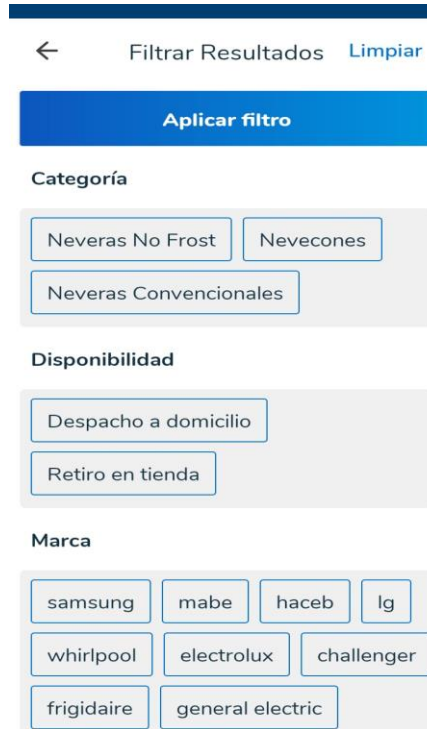 Filtrar Resultados Limpiar
Aplicar filtro
Categoría
Neveras No Frost Nevecones
Neveras Convencionales
Disponibilidad
Despacho a domicilio
Retiro en tienda
Marca
samsung mabe haceb lg
whirlpool electrolux challenger
frigidaire general electric